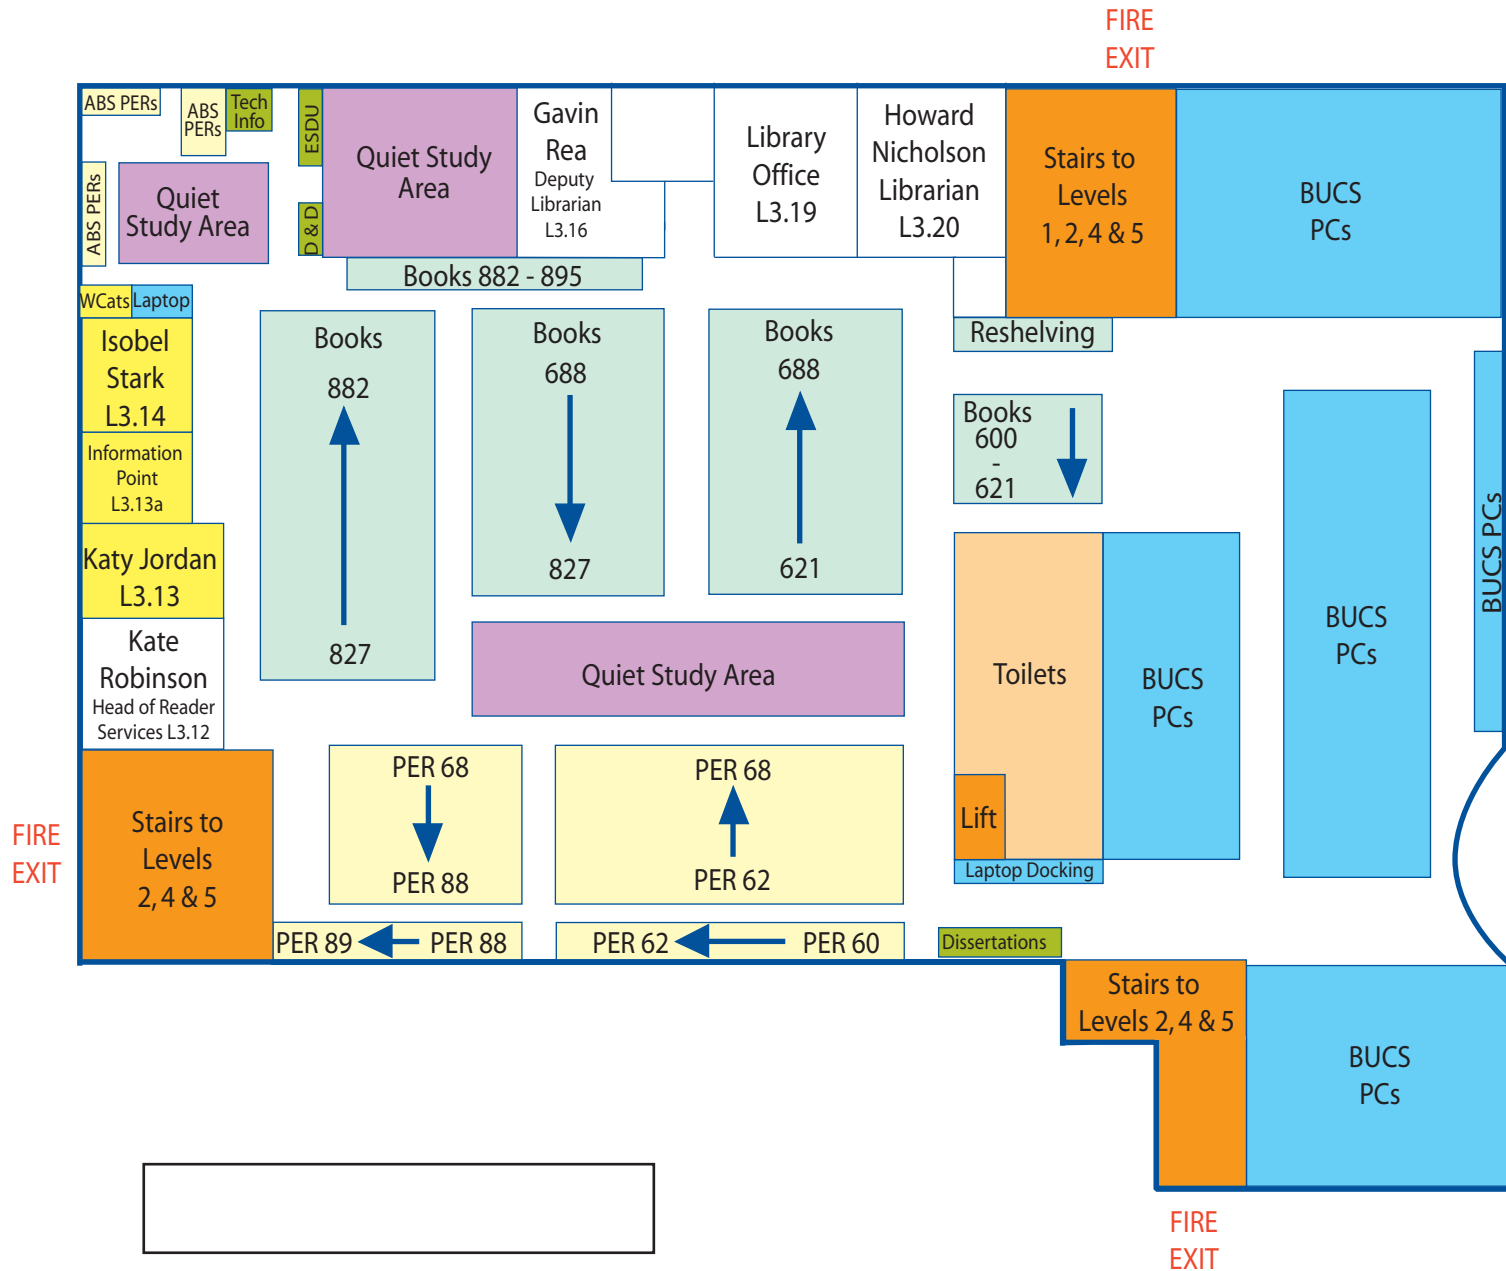 FIRE
EXIT
ABS PERs
ABS
PERs
Tech
Info
ESDU
Quiet Study
Area
Gavin
Rea
Deputy
Librarian
L3.16
Library
Office
L3.19
Howard
Nicholson
Librarian
L3.20
Stairs to
Levels
1, 2, 4 & 5
BUCS
PCs
ABS PERs
Quiet
Study Area
D & D
Books 882 - 895
WCats
Laptop
Isobel
Stark
L3.14
Information
Point
L3.13a
Katy Jordan
L3.13
Kate
Robinson
Head of Reader
Services L3.12
Books
882
827
Books
688
827
Books
688
621
Reshelving
Books
600
-
621
BUCS PCs
BUCS
PCs
Toilets
BUCS
PCs
Quiet Study Area
Lift
Laptop Docking
FIRE
EXIT
Stairs to
Levels
2, 4 & 5
PER 68
PER 88
PER 68
PER 62
PER 89
PER 88
PER 62
PER 60
Dissertations
Stairs to
Levels 2, 4 & 5
BUCS
PCs
FIRE
EXIT